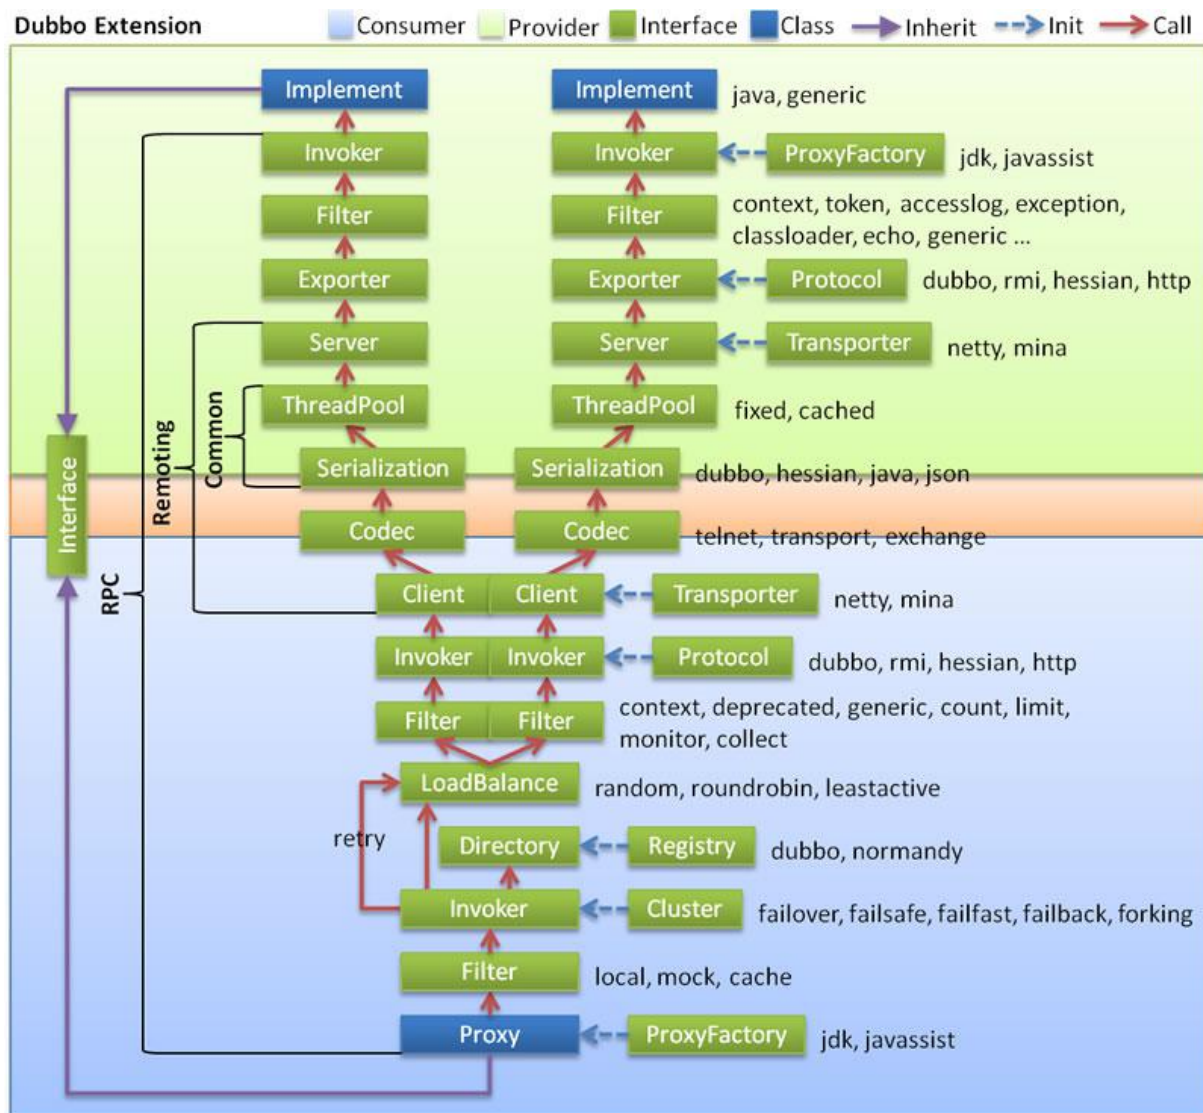 Dubbo Extension
Consumer Provider Interface Class Inherit Init Call
Implement Implement java, generic
Invoker Invoker ProxyFactory jdk, javassist
Filter Filter context, token, accesslog, exception,
classloader, echo, generic ...
Exporter Exporter Protocol dubbo, rmi, hessian, http
Server Server Transporter netty, mina
ThreadPool ThreadPool fixed, cached
Common
Remoting
Serialization Serialization dubbo, hessian, java, json
Interface
Codec Codec telnet, transport, exchange
RPC
Client Client Transporter netty, mina
Invoker Invoker Protocol dubbo, rmi, hessian, http
Filter Filter context, deprecated, generic, count, limit,
monitor, collect
LoadBalance random, roundrobin, leastactive
retry
Directory Registry dubbo, normandy
Invoker Cluster failover, failsafe, failfast, failback, forking
Filter local, mock, cache
Proxy ProxyFactory jdk, javassist